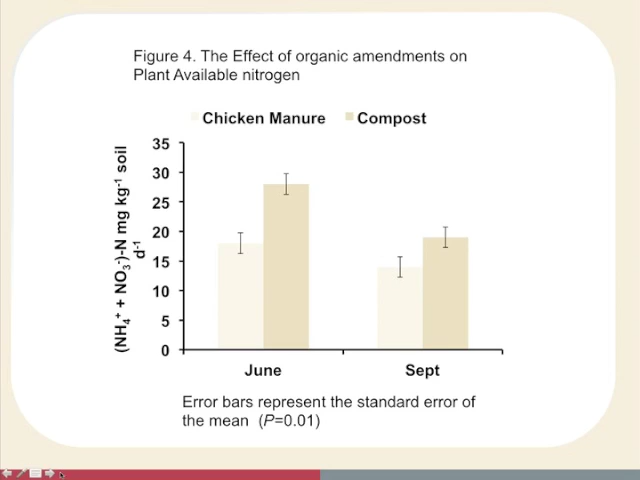 Figure 4. The Effect of organic amendments on
Plant Available nitrogen
Chicken Manure Compost
(NH₄⁺ + NO₃⁻)-N mg kg⁻¹ soil
d⁻¹
35
30
25
20
15
10
5
0
June Sept
Error bars represent the standard error of
the mean (P=0.01)